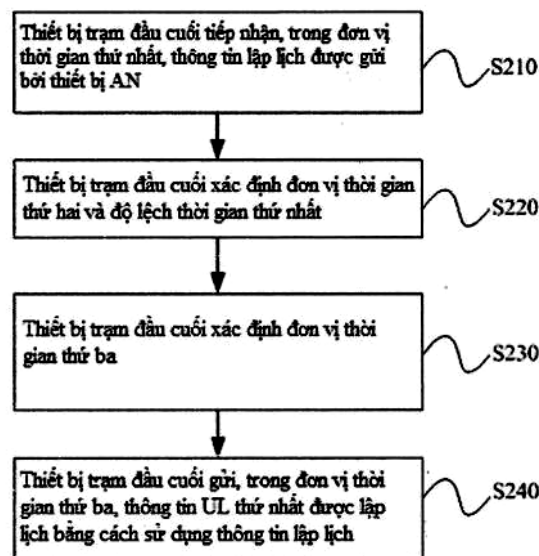 Thiết bị trạm đầu cuối tiếp nhận, trong đơn vị
thời gian thứ nhất, thông tin lập lịch được gửi
bởi thiết bị AN
S210
Thiết bị trạm đầu cuối xác định đơn vị thời gian
thứ hai và độ lệch thời gian thứ nhất
S220
Thiết bị trạm đầu cuối xác định đơn vị thời
gian thứ ba
S230
Thiết bị trạm đầu cuối gửi, trong đơn vị thời
gian thứ ba, thông tin UL thứ nhất được lập
lịch bằng cách sử dụng thông tin lập lịch
S240